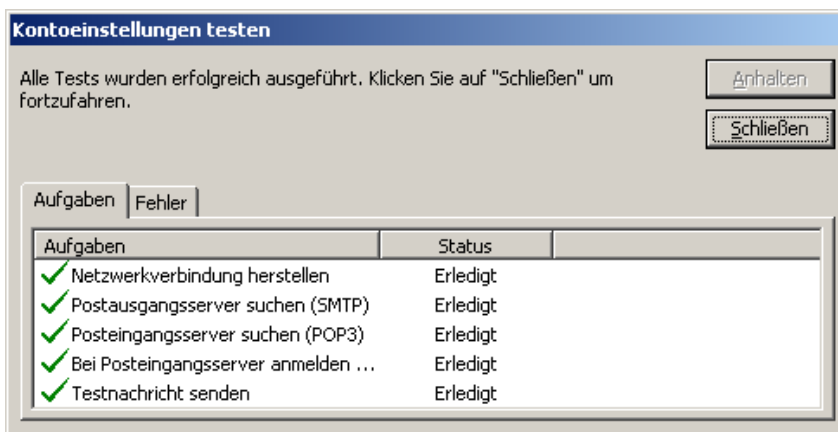 Kontoeinstellungen testen
Alle Tests wurden erfolgreich ausgeführt. Klicken Sie auf "Schließen" um
fortzufahren.
Anhalten
Schließen
Aufgaben Fehler
Aufgaben Status
Netzwerkverbindung herstellen Erledigt
Postausgangsserver suchen (SMTP) Erledigt
Posteingangsserver suchen (POP3) Erledigt
Bei Posteingangsserver anmelden ... Erledigt
Testnachricht senden Erledigt